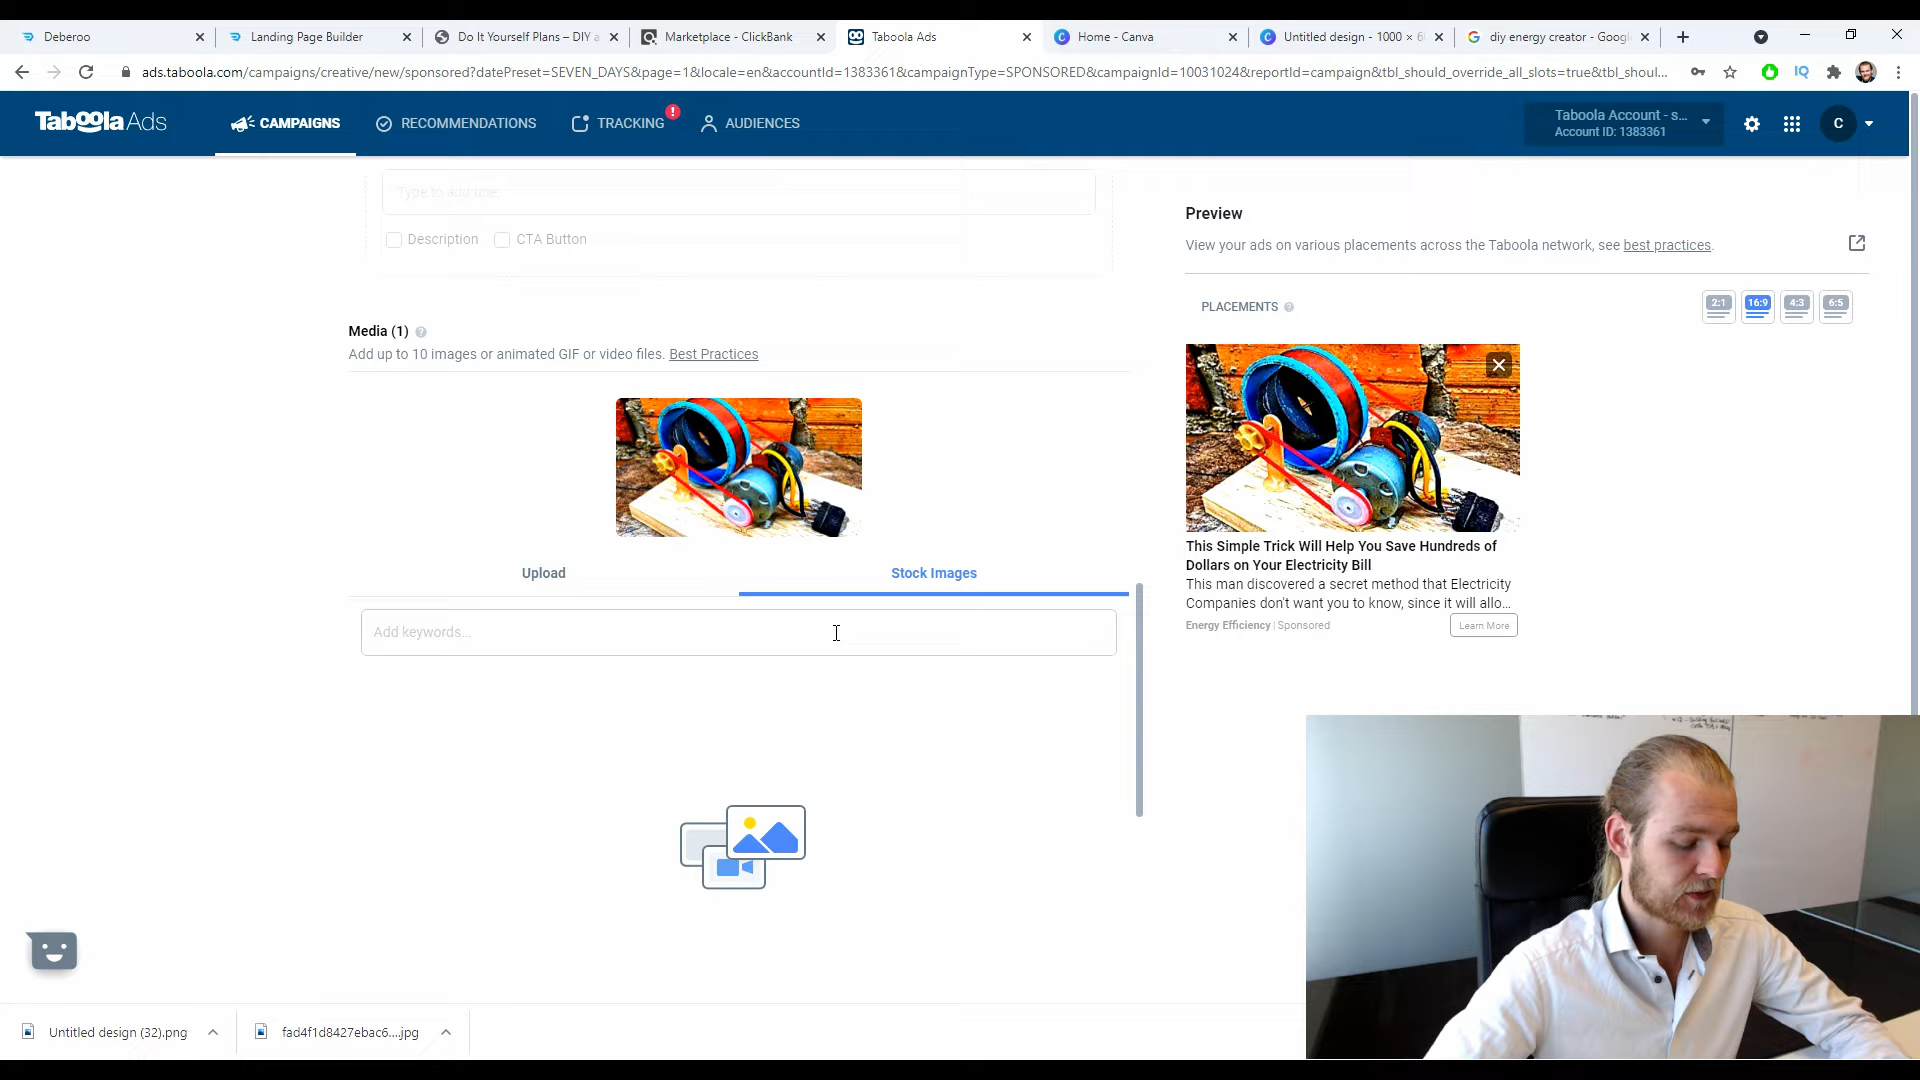 Deberoo
Landing Page Builder
Do It Yourself Plans – DIY a
Marketplace - ClickBank
Taboola Ads
Home - Canva
Untitled design - 1000 × 6
diy energy creator - Googl
ads.taboola.com/campaigns/creative/new/sponsored?datePreset=SEVEN_DAYS&page=1&locale=en&accountId=1383361&campaignType=SPONSORED&campaignId=10031024&reportId=campaign&tbl_should_override_all_slots=true&tbl_shoul...
IQ
Taboola Ads
CAMPAIGNS
RECOMMENDATIONS
TRACKING
!
AUDIENCES
Taboola Account - s...
Account ID: 1383361
C
Type to add title
Description
CTA Button
Preview
View your ads on various placements across the Taboola network, see best practices.
PLACEMENTS
2:1
16:9
4:3
6:5
Media (1)
Add up to 10 images or animated GIF or video files. Best Practices
Upload
Stock Images
Add keywords...
This Simple Trick Will Help You Save Hundreds of
Dollars on Your Electricity Bill
This man discovered a secret method that Electricity
Companies don't want you to know, since it will allo...
Energy Efficiency | Sponsored
Learn More
Untitled design (32).png
fad4f1d8427ebac6....jpg